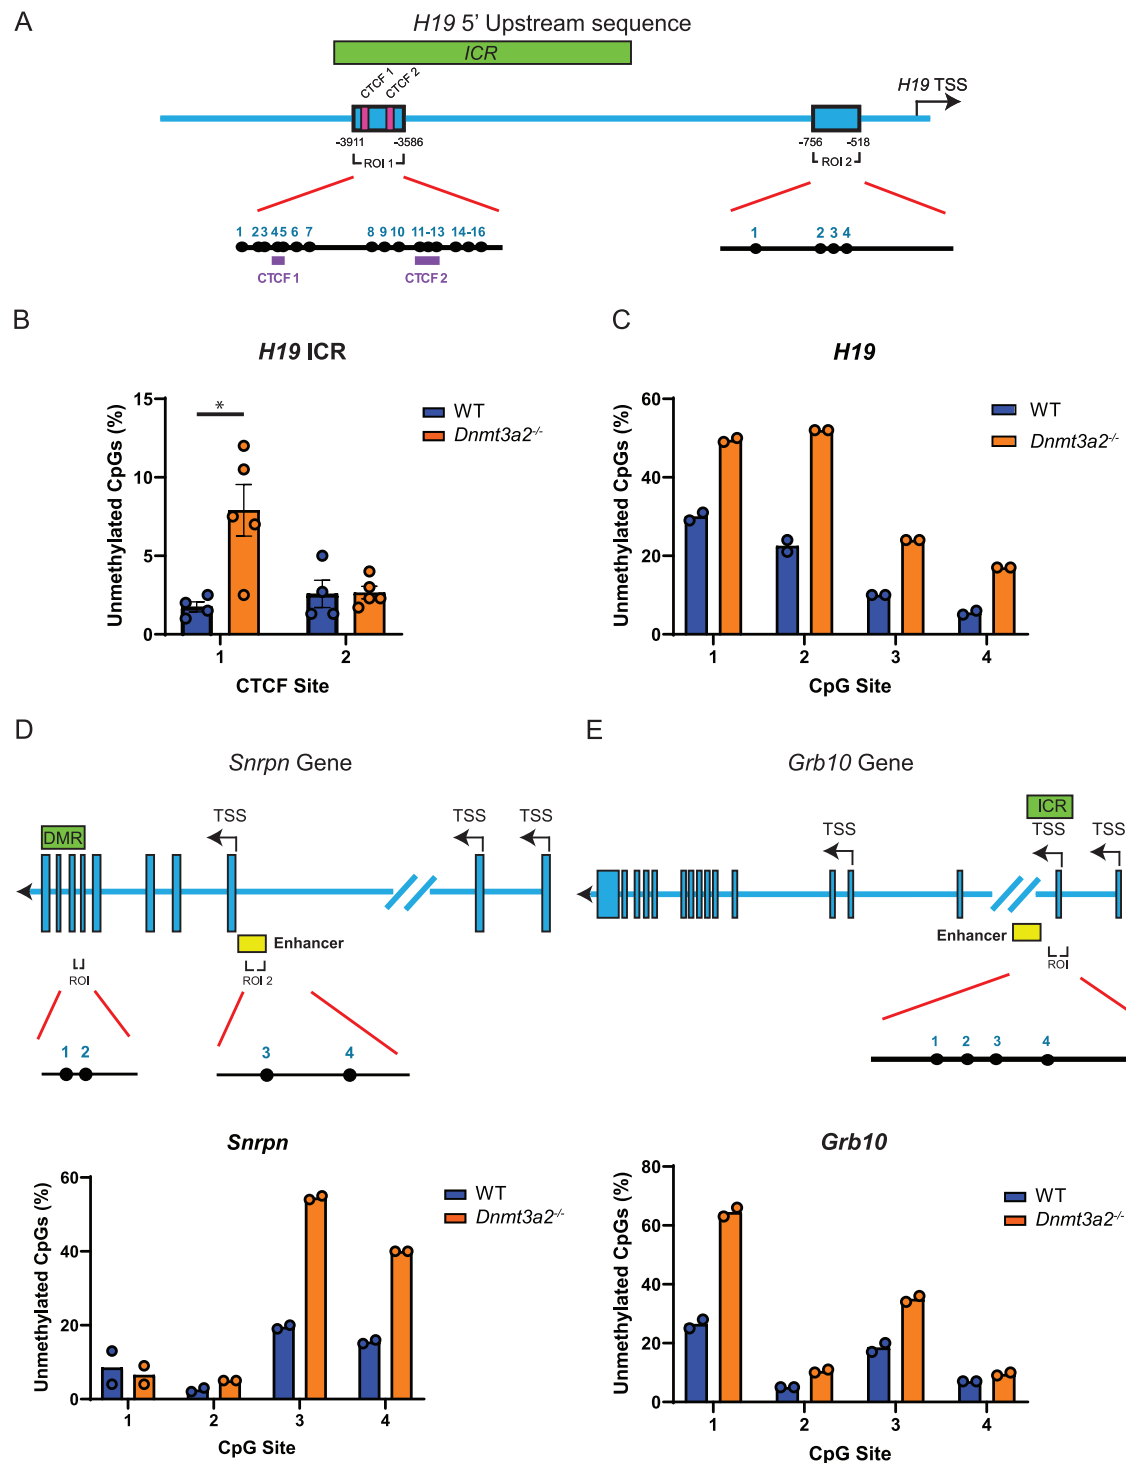 A
H19 5’ Upstream sequence
ICR
CTCF 1
CTCF 2
H19 TSS
-3911
-3586
-756
-518
ROI 1
ROI 2
1 2 3 4 5 6 7 8 9 10 11-13 14-16
1 2 3 4
CTCF 1
CTCF 2
B
H19 ICR
15
10
5
0
Unmethylated CpGs (%)
*
WT
Dnmt3a2-/-
1 2
CTCF Site
C
H19
60
40
20
0
Unmethylated CpGs (%)
WT
Dnmt3a2-/-
1 2 3 4
CpG Site
D
Snrpn Gene
DMR
TSS
TSS
TSS
Enhancer
ROI
ROI 2
1 2
3 4
Snrpn
60
40
20
0
Unmethylated CpGs (%)
WT
Dnmt3a2-/-
1 2 3 4
CpG Site
E
Grb10 Gene
ICR
TSS
TSS
TSS
Enhancer
ROI
1 2 3 4
Grb10
80
60
40
20
0
Unmethylated CpGs (%)
WT
Dnmt3a2-/-
1 2 3 4
CpG Site